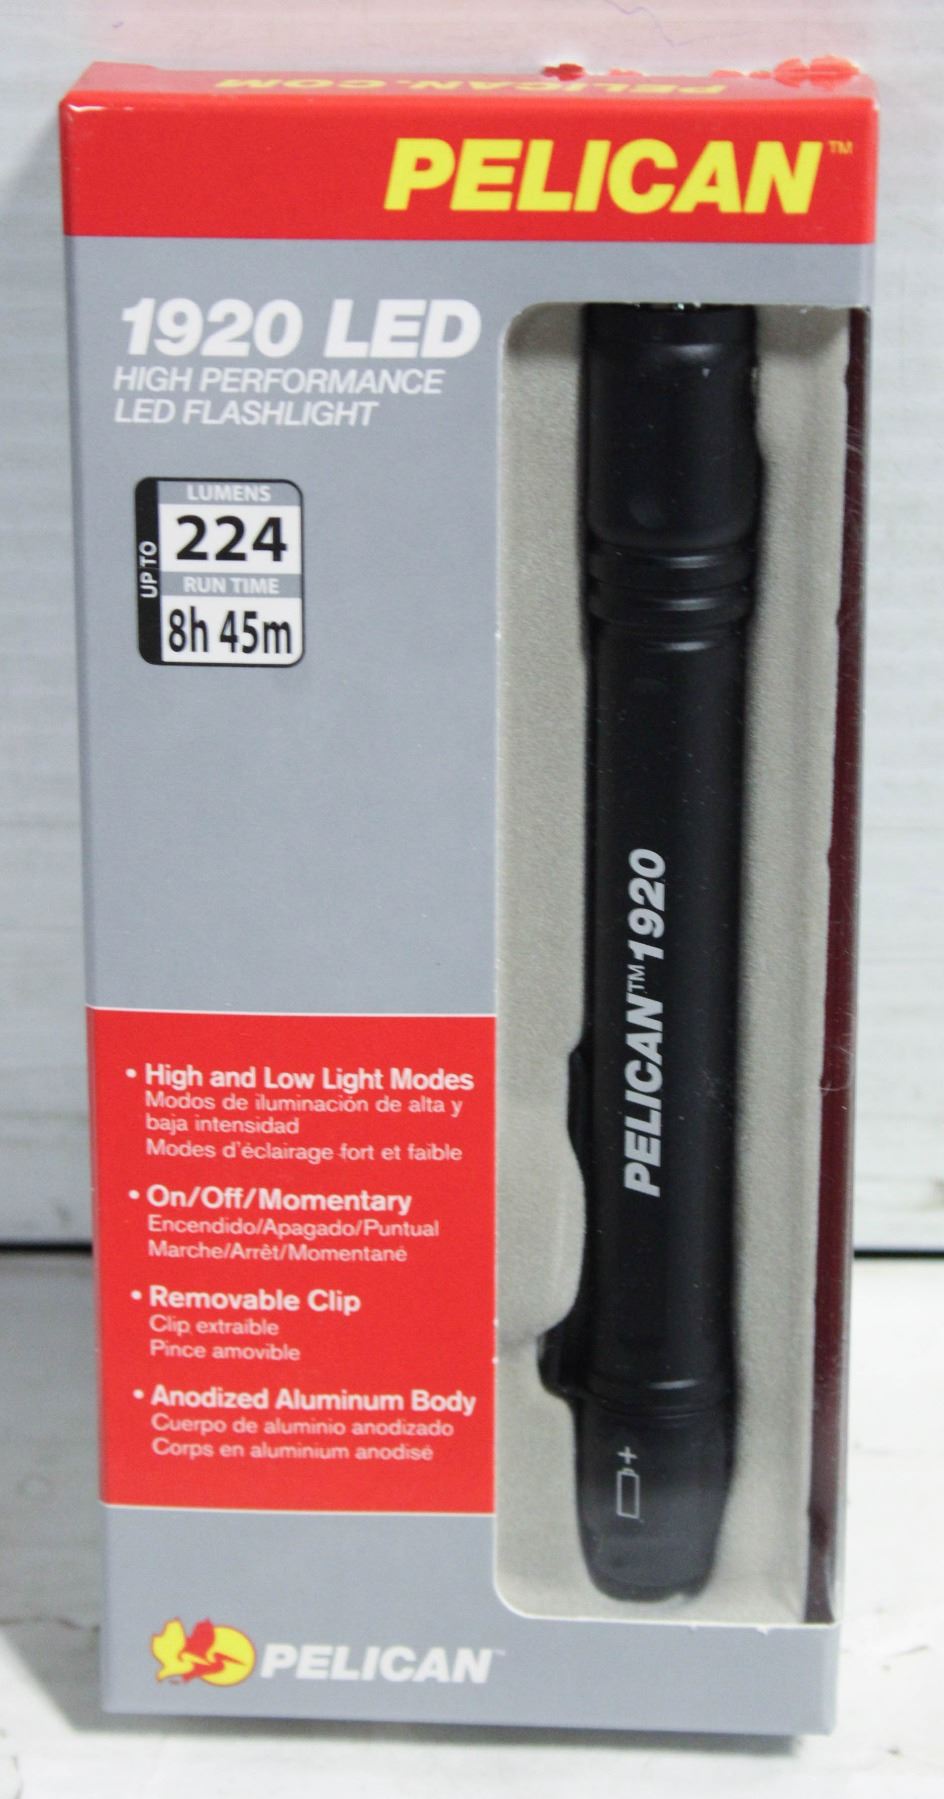 PELICAN.COM
PELICAN.COM
PELICAN™
1920 LED
HIGH PERFORMANCE
LED FLASHLIGHT
UP TO
LUMENS
224
RUN TIME
8h 45m
PELICAN™ 1920
• High and Low Light Modes
Modos de iluminación de alta y
baja intensidad
Modes d'éclairage fort et faible
• On/Off/Momentary
Encendido/Apagado/Puntual
Marche/Arrêt/Momentané
• Removable Clip
Clip extraíble
Pince amovible
• Anodized Aluminum Body
Cuerpo de aluminio anodizado
Corps en aluminium anodisé
+
PELICAN™